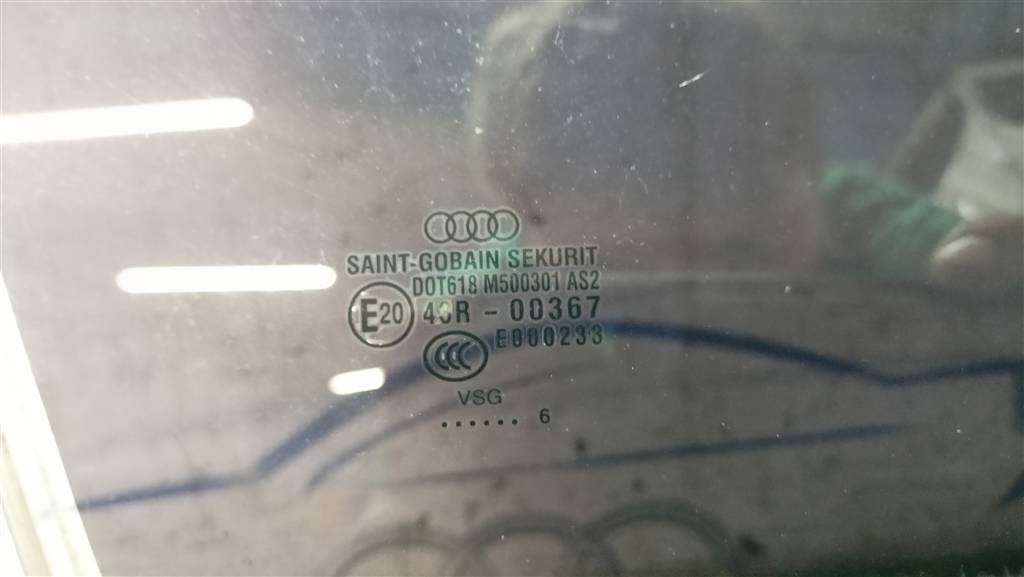 SAINT-GOBAIN SEKURIT
DOT618 M500301 AS2
E20 43R - 00367
E000233
CCC
VSG
...... 6